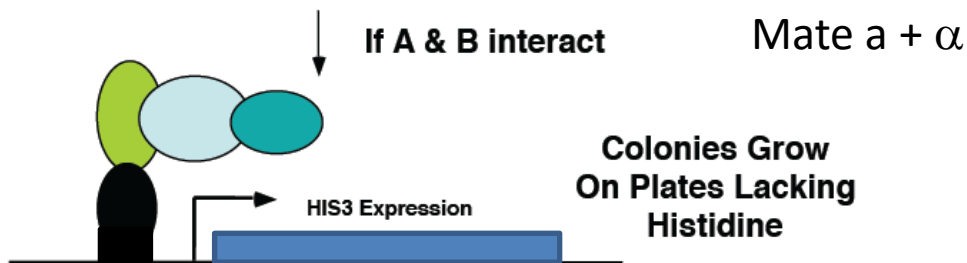 If A & B interact
Mate a + α
Colonies Grow
On Plates Lacking
Histidine
HIS3 Expression